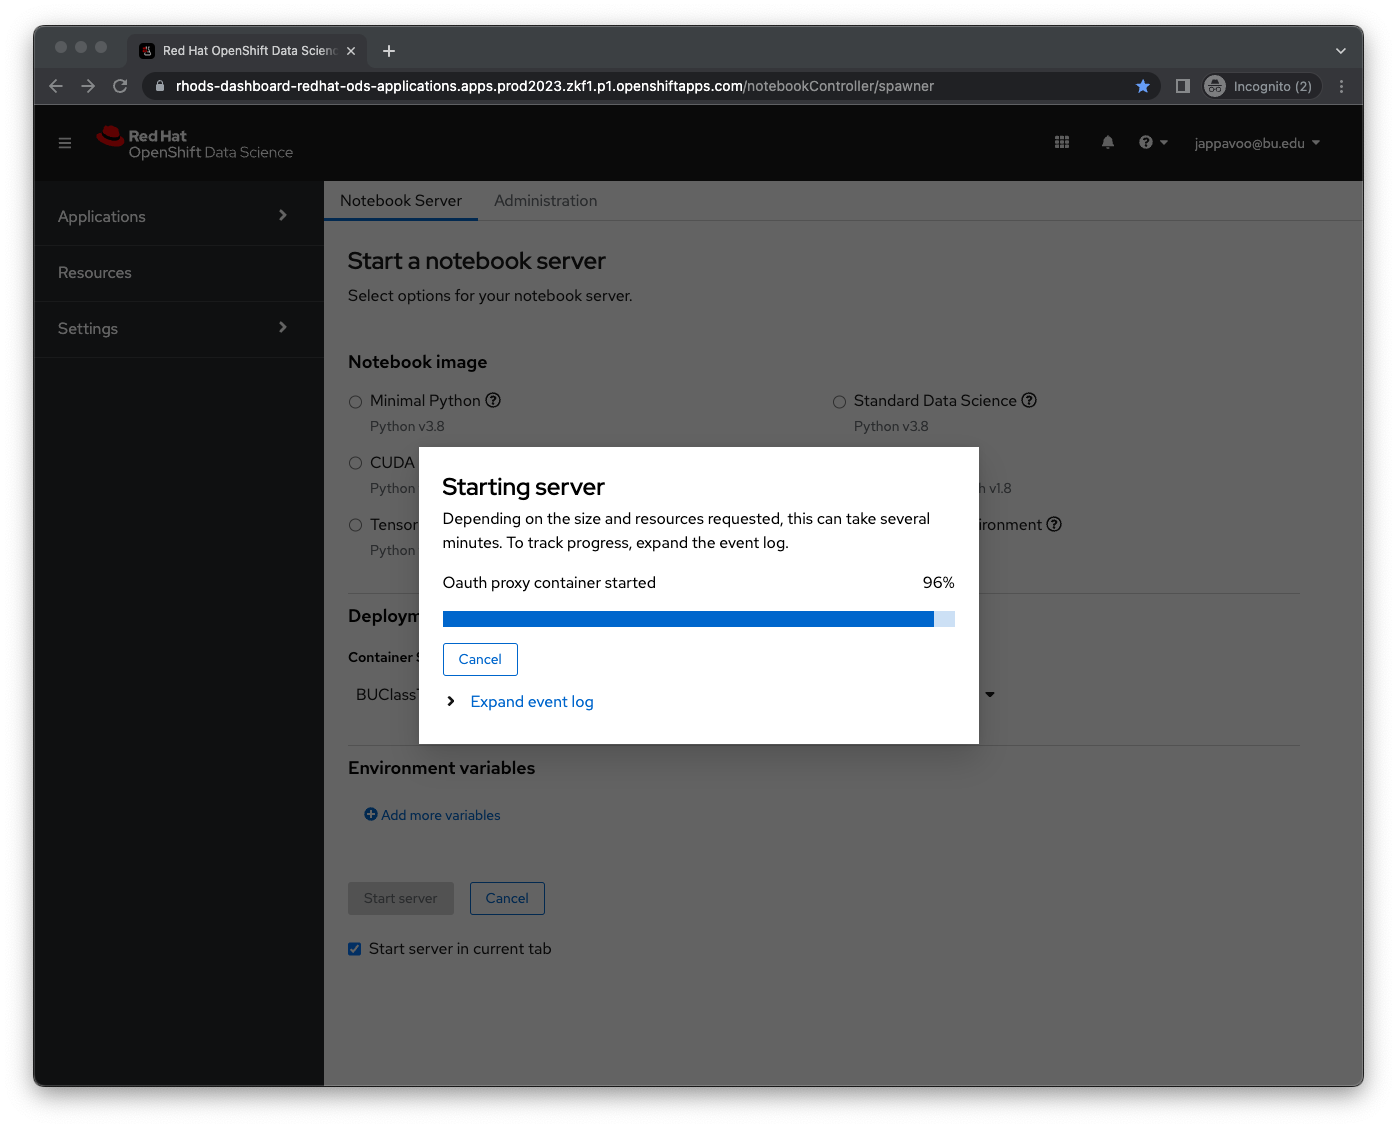 Red Hat OpenShift Data Scienc
rhods-dashboard-redhat-ods-applications.apps.prod2023.zkf1.p1.openshiftapps.com/notebookController/spawner
Incognito (2)
Red Hat
OpenShift Data Science
jappavoo@bu.edu
Applications
Resources
Settings
Notebook Server
Administration
Start a notebook server
Select options for your notebook server.
Notebook image
Minimal Python
Python v3.8
Standard Data Science
Python v3.8
CUDA
Python
h v1.8
Tensor
Python
ironment
Starting server
Depending on the size and resources requested, this can take several
minutes. To track progress, expand the event log.
Oauth proxy container started 96%
Cancel
Expand event log
Deploym
Container S
BUClass
Environment variables
Add more variables
Start server
Cancel
Start server in current tab